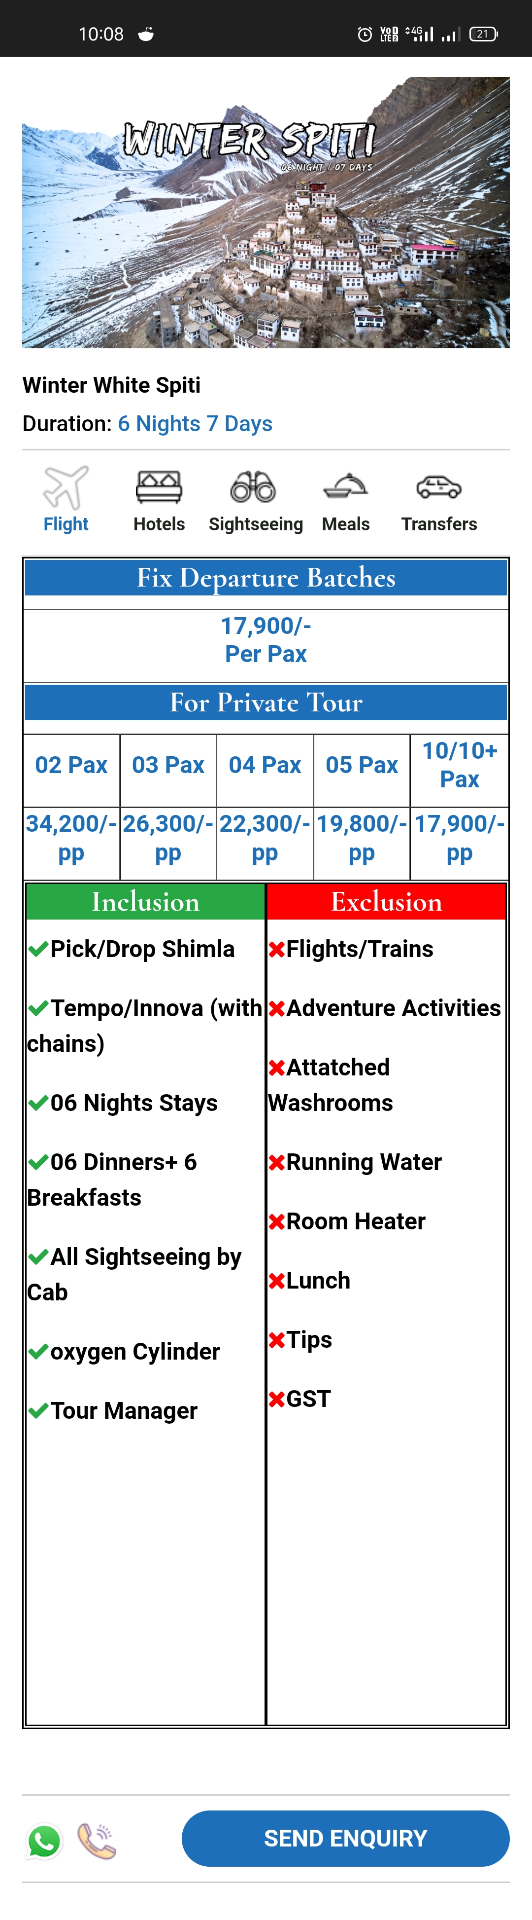 10:08
Vo LTE 2 4G 21
WINTER SPITI
06 NIGHT / 07 DAYS
Winter White Spiti
Duration: 6 Nights 7 Days
Flight Hotels Sightseeing Meals Transfers
Fix Departure Batches
17,900/-
Per Pax
For Private Tour
02 Pax 03 Pax 04 Pax 05 Pax 10/10+ Pax
34,200/- pp 26,300/- pp 22,300/- pp 19,800/- pp 17,900/- pp
Inclusion
Pick/Drop Shimla
Tempo/Innova (with
chains)
06 Nights Stays
06 Dinners+ 6
Breakfasts
All Sightseeing by
Cab
oxygen Cylinder
Tour Manager
Exclusion
Flights/Trains
Adventure Activities
Attatched
Washrooms
Running Water
Room Heater
Lunch
Tips
GST
SEND ENQUIRY